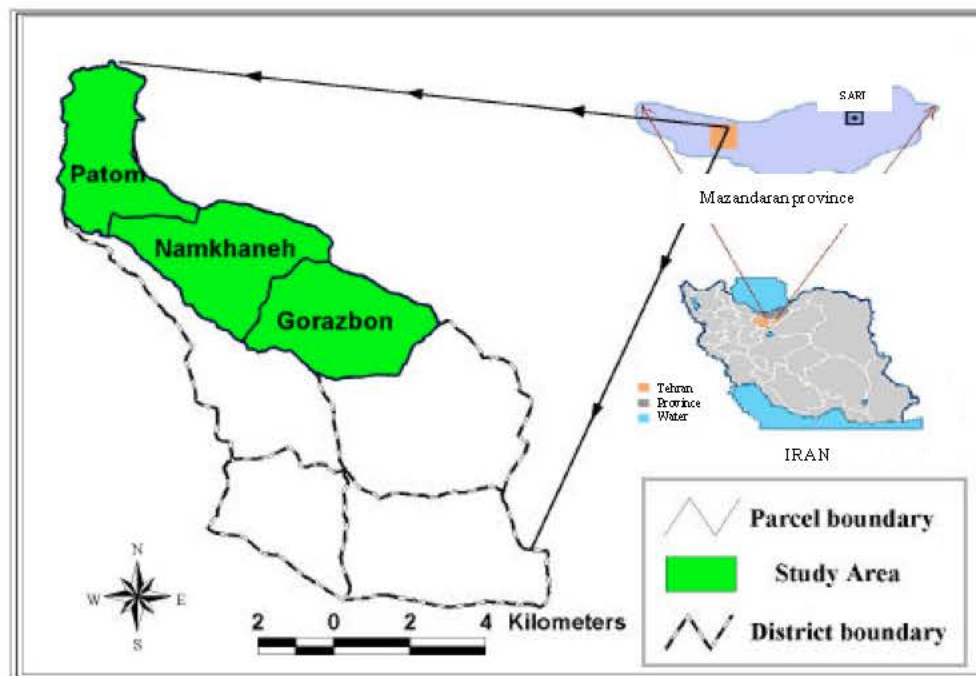 SARI
Patom
Mazandaran province
Namkhaneh
Gorazbon
Tehran
Province
Water
IRAN
Parcel boundary
Study Area
District boundary
N
W E
S
2 0 2 4 Kilometers